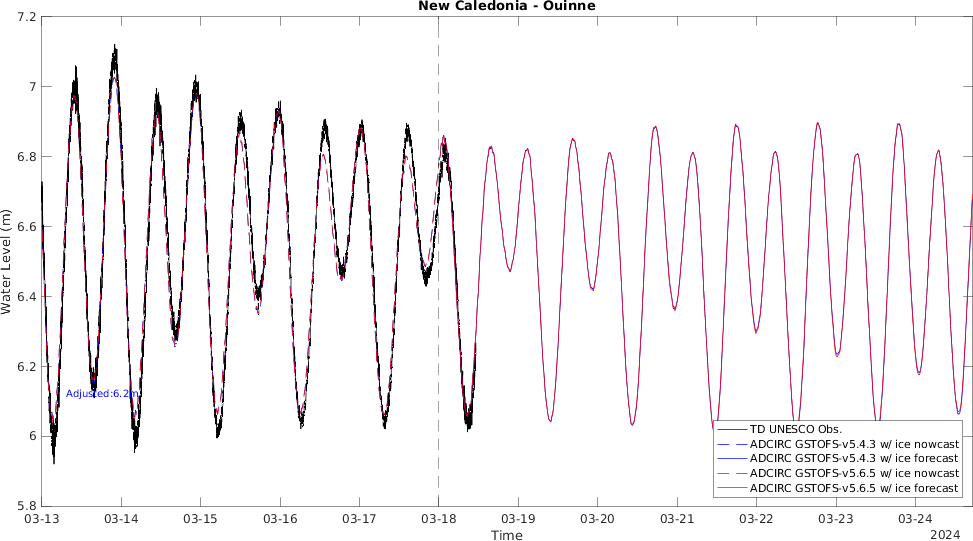 New Caledonia - Ouinne
7.2
7
6.8
6.6
6.4
6.2
6
5.8
Water Level (m)
Adjusted:6.2m
TD UNESCO Obs.
ADCIRC GSTOFS-v5.4.3 w/ ice nowcast
ADCIRC GSTOFS-v5.4.3 w/ ice forecast
ADCIRC GSTOFS-v5.6.5 w/ ice nowcast
ADCIRC GSTOFS-v5.6.5 w/ ice forecast
03-13 03-14 03-15 03-16 03-17 03-18 03-19 03-20 03-21 03-22 03-23 03-24
Time
2024